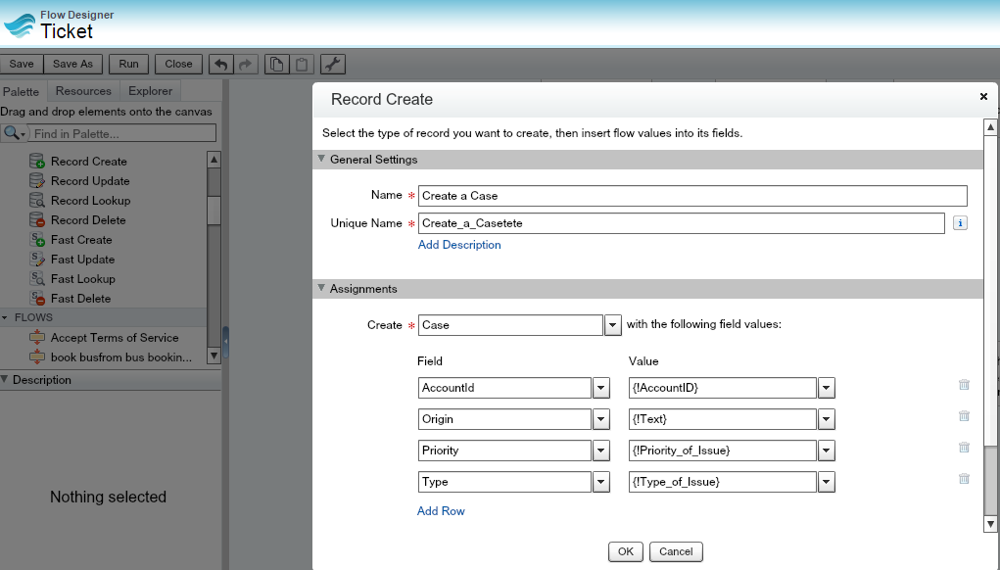 Flow Designer
Ticket
Save Save As Run Close
Palette Resources Explorer
Drag and drop elements onto the canvas
Find in Palette...
Record Create
Record Update
Record Lookup
Record Delete
Fast Create
Fast Update
Fast Lookup
Fast Delete
FLOWS
Accept Terms of Service
book busfrom bus bookin...
Description
Nothing selected
Record Create
Select the type of record you want to create, then insert flow values into its fields.
General Settings
Name * Create a Case
Unique Name * Create_a_Casetete i
Add Description
Assignments
Create * Case with the following field values:
Field Value
AccountId {!AccountID}
Origin {!Text}
Priority {!Priority_of_Issue}
Type {!Type_of_Issue}
Add Row
OK Cancel